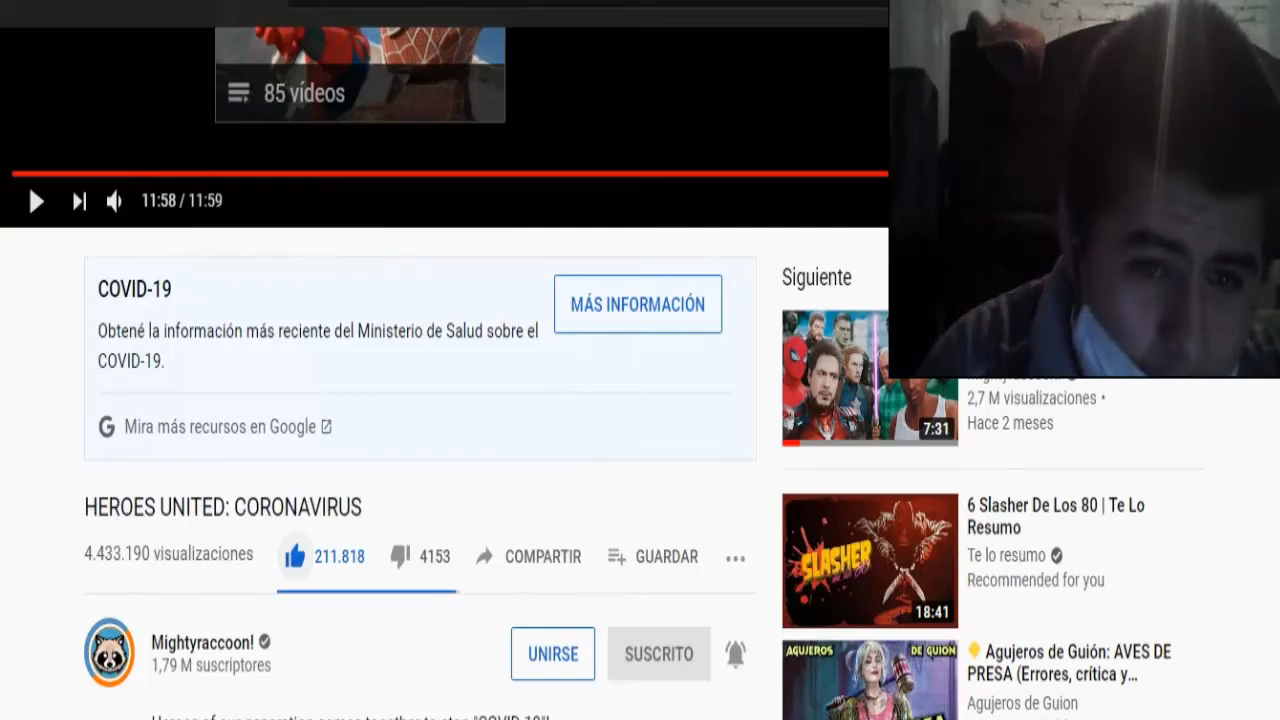 85 vídeos
11:58 / 11:59
COVID-19
Obtené la información más reciente del Ministerio de Salud sobre el
COVID-19.
MÁS INFORMACIÓN
Mira más recursos en Google
HEROES UNITED: CORONAVIRUS
4.433.190 visualizaciones
211.818
4153
COMPARTIR
GUARDAR
Mightyraccoon!
1,79 M suscriptores
UNIRSE
SUSCRITO
Siguiente
7:31
2,7 M visualizaciones •
Hace 2 meses
SLASHER
18:41
6 Slasher De Los 80 | Te Lo
Resumo
Te lo resumo
Recommended for you
AGUJEROS DE GUION
Agujeros de Guión: AVES DE
PRESA (Errores, crítica y...
Agujeros de Guion